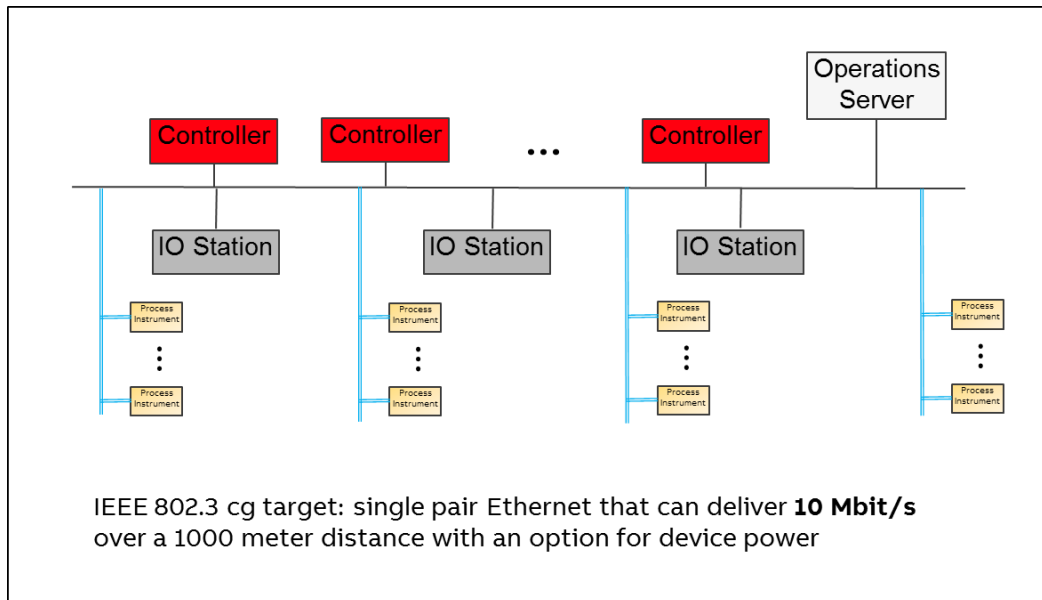 Operations
Server
Controller
Controller
...
Controller
IO Station
IO Station
IO Station
Process
Instrument
Process
Instrument
Process
Instrument
Process
Instrument
Process
Instrument
Process
Instrument
Process
Instrument
Process
Instrument
IEEE 802.3 cg target: single pair Ethernet that can deliver 10 Mbit/s
over a 1000 meter distance with an option for device power